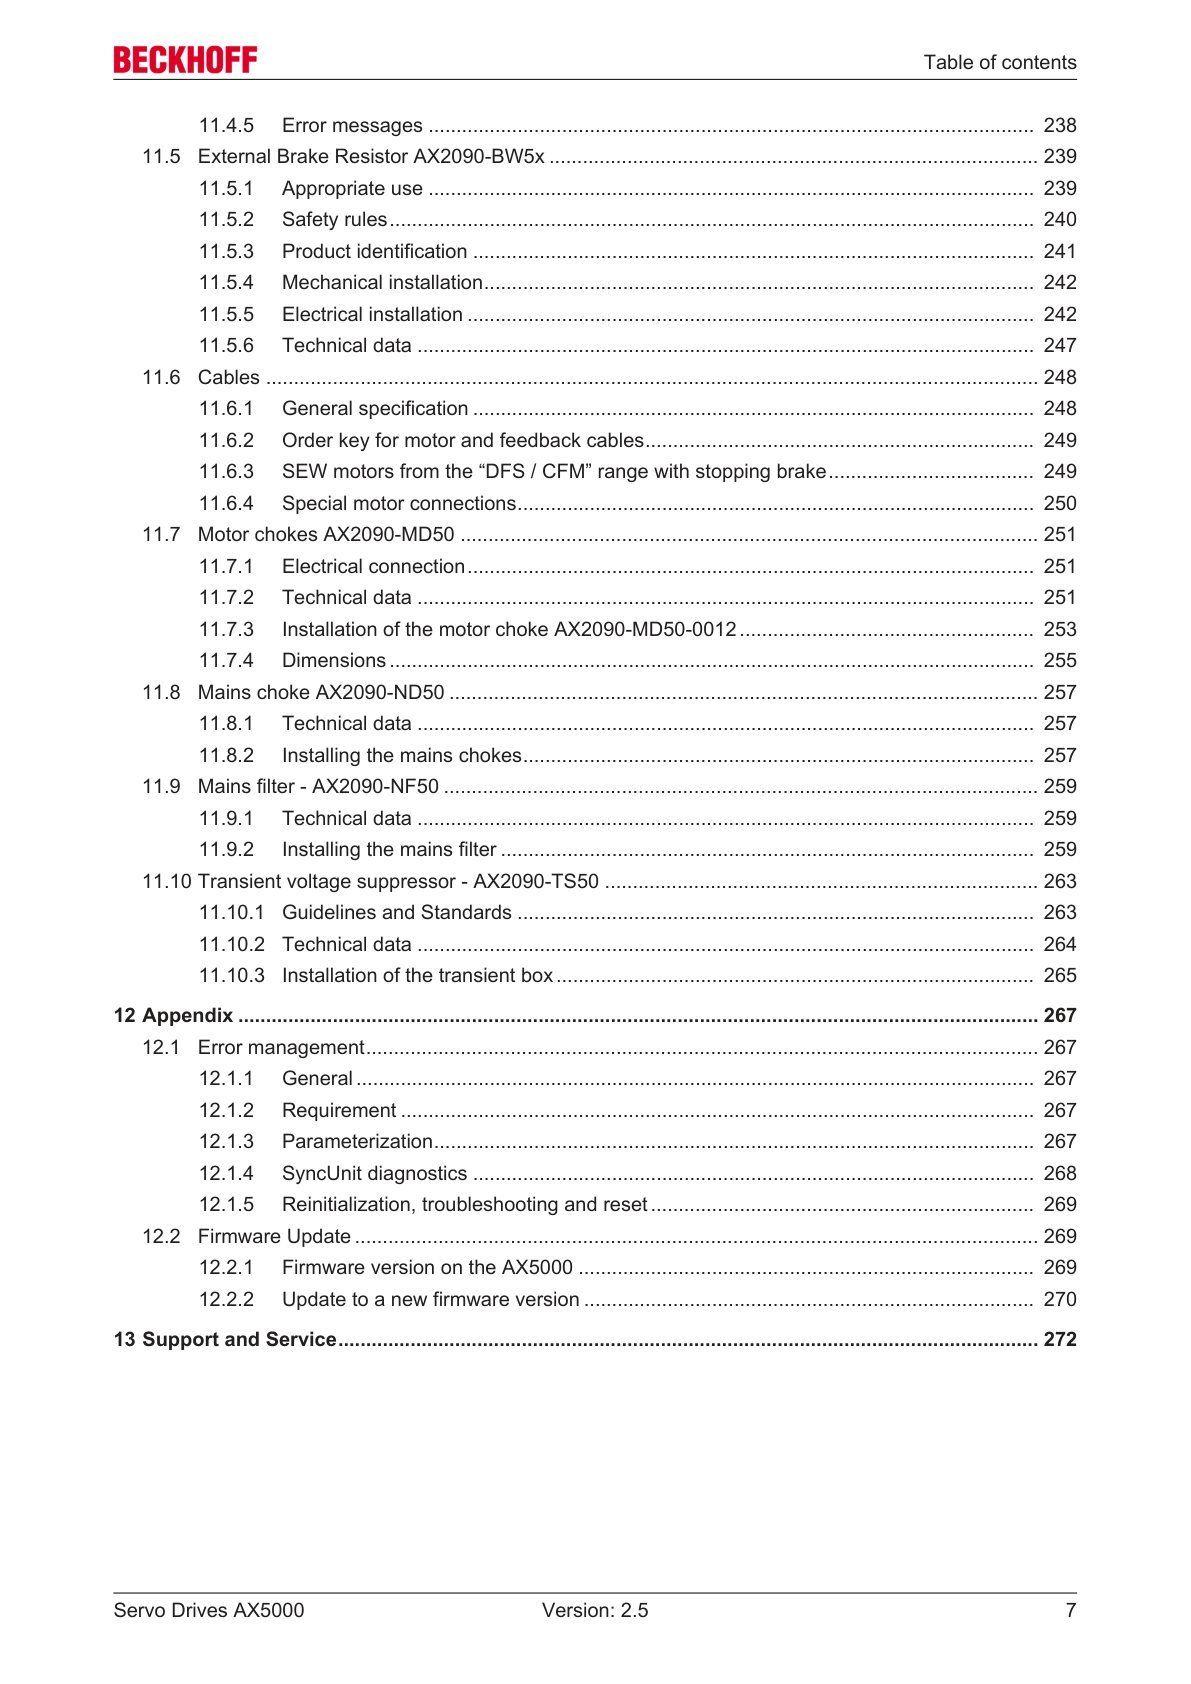 BECKHOFF
Table of contents
11.4.5 Error messages ........ 238
11.5 External Brake Resistor AX2090-BW5x ........ 239
11.5.1 Appropriate use ........ 239
11.5.2 Safety rules ........ 240
11.5.3 Product identification ........ 241
11.5.4 Mechanical installation ........ 242
11.5.5 Electrical installation ........ 242
11.5.6 Technical data ........ 247
11.6 Cables ........ 248
11.6.1 General specification ........ 248
11.6.2 Order key for motor and feedback cables ........ 249
11.6.3 SEW motors from the “DFS / CFM” range with stopping brake ........ 249
11.6.4 Special motor connections ........ 250
11.7 Motor chokes AX2090-MD50 ........ 251
11.7.1 Electrical connection ........ 251
11.7.2 Technical data ........ 251
11.7.3 Installation of the motor choke AX2090-MD50-0012 ........ 253
11.7.4 Dimensions ........ 255
11.8 Mains choke AX2090-ND50 ........ 257
11.8.1 Technical data ........ 257
11.8.2 Installing the mains chokes ........ 257
11.9 Mains filter - AX2090-NF50 ........ 259
11.9.1 Technical data ........ 259
11.9.2 Installing the mains filter ........ 259
11.10 Transient voltage suppressor - AX2090-TS50 ........ 263
11.10.1 Guidelines and Standards ........ 263
11.10.2 Technical data ........ 264
11.10.3 Installation of the transient box ........ 265
12 Appendix ........ 267
12.1 Error management ........ 267
12.1.1 General ........ 267
12.1.2 Requirement ........ 267
12.1.3 Parameterization ........ 267
12.1.4 SyncUnit diagnostics ........ 268
12.1.5 Reinitialization, troubleshooting and reset ........ 269
12.2 Firmware Update ........ 269
12.2.1 Firmware version on the AX5000 ........ 269
12.2.2 Update to a new firmware version ........ 270
13 Support and Service ........ 272
Servo Drives AX5000 Version: 2.5 7